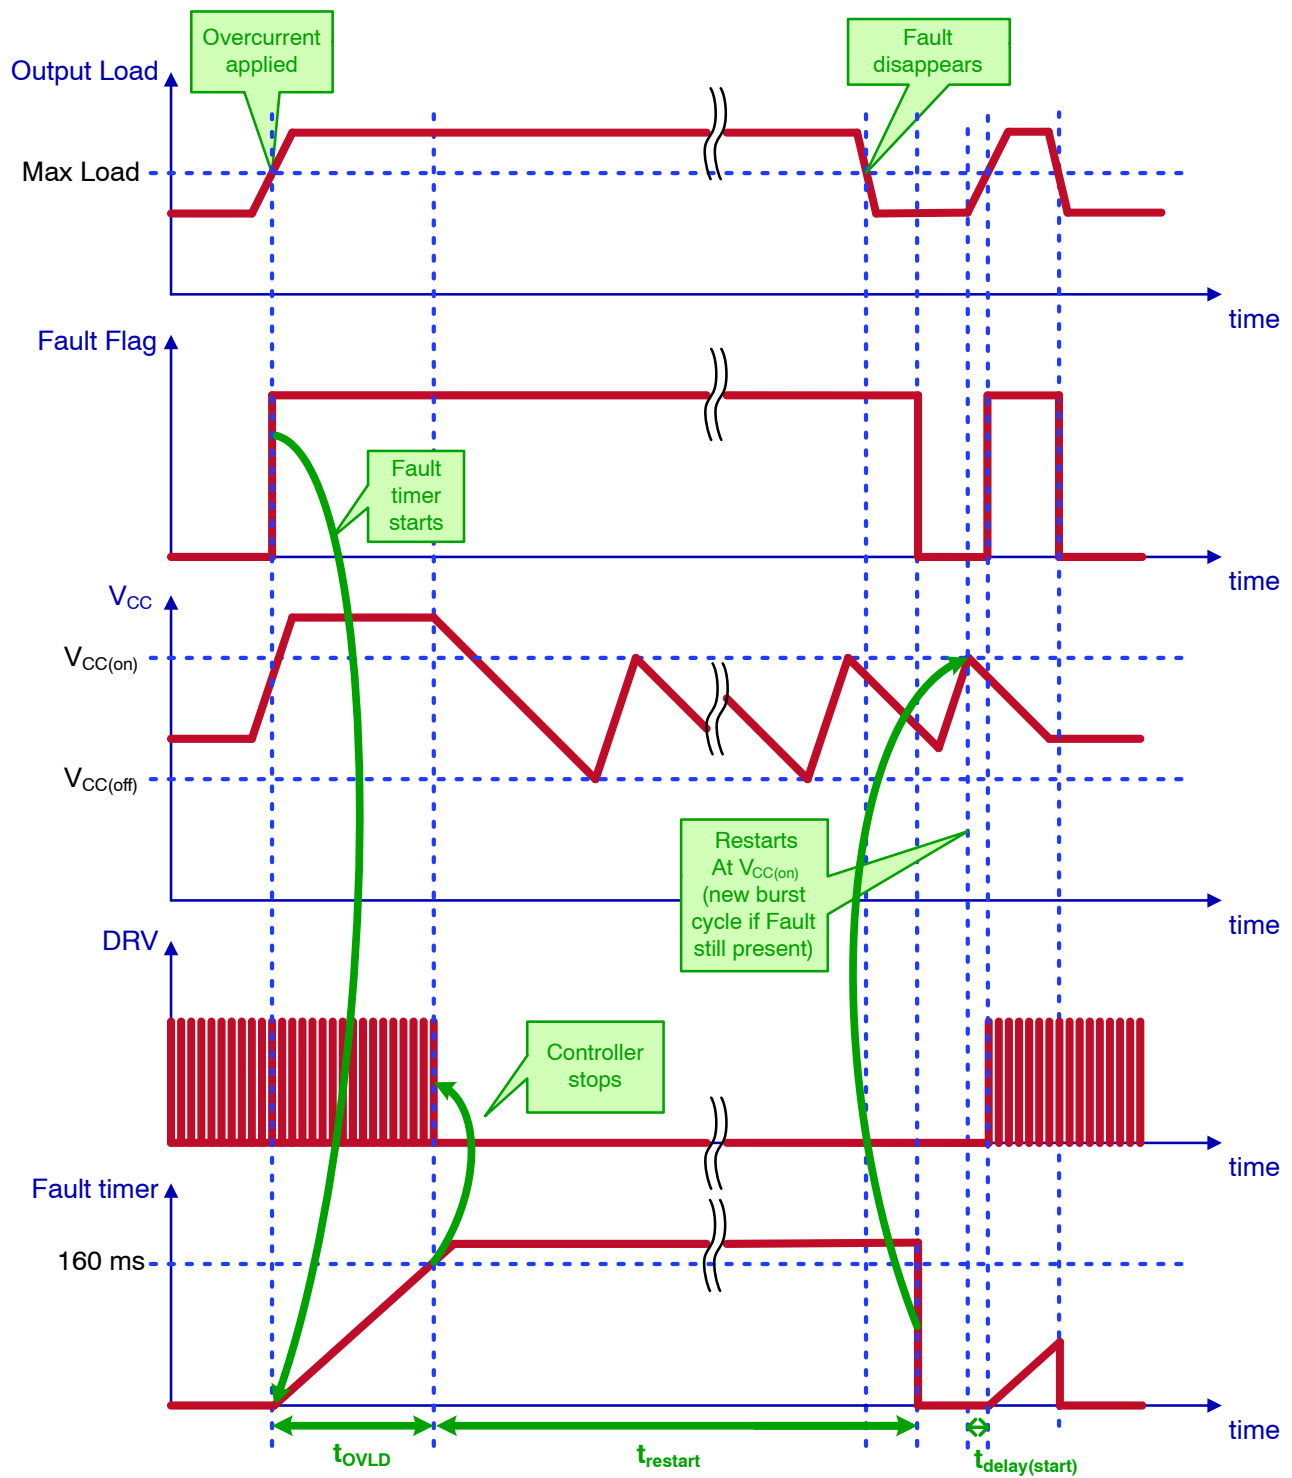 Overcurrent
applied
Fault
disappears
Output Load
Max Load
time
Fault Flag
Fault
timer
starts
time
VCC
VCC(on)
VCC(off)
Restarts
At VCC(on)
(new burst
cycle if Fault
still present)
time
DRV
Controller
stops
time
Fault timer
160 ms
time
tOVLD
trestart
tdelay(start)